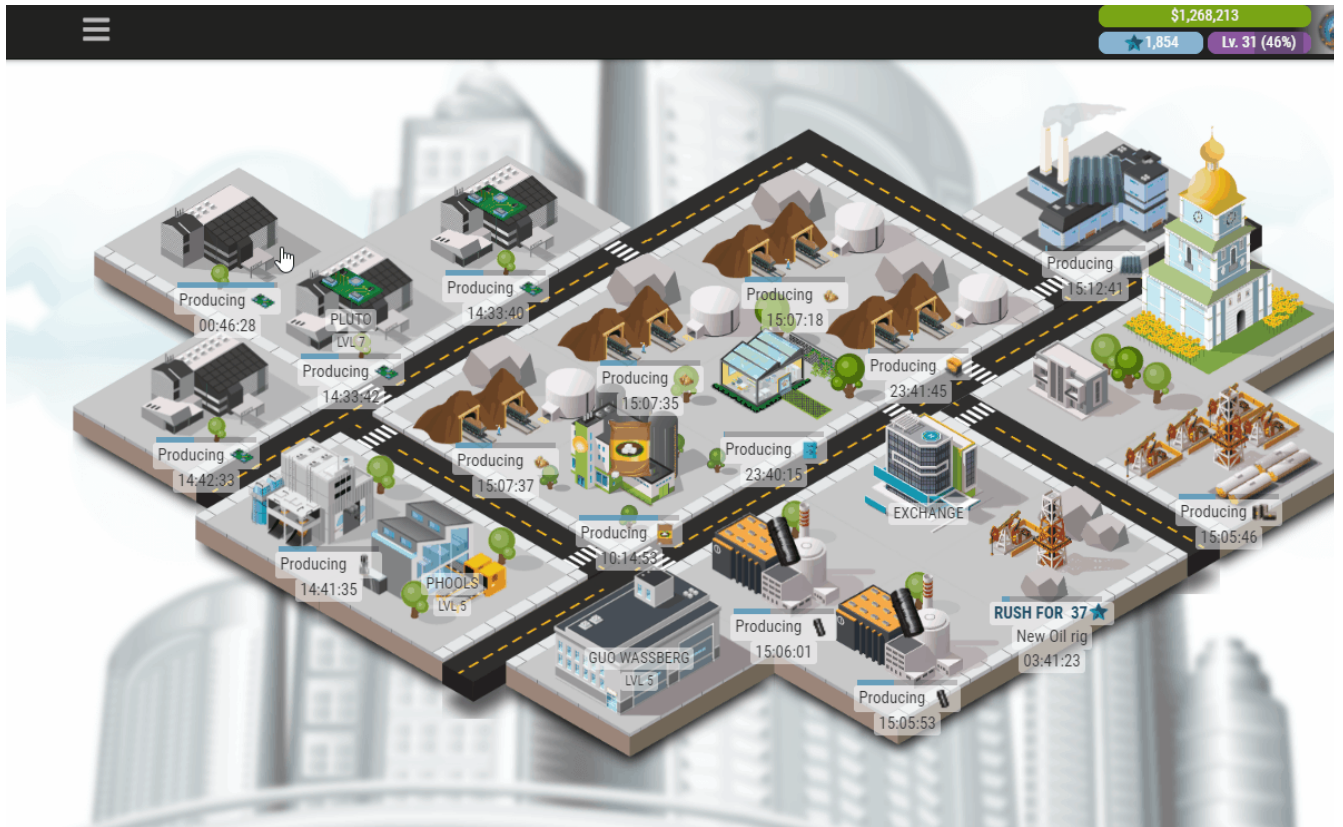 $1,268,213
1,854
Lv. 31 (46%)
Producing
00:46:28
PLUTO
LVL 7
Producing
14:33:40
Producing
14:33:42
Producing
14:42:33
Producing
15:07:18
Producing
15:07:35
Producing
23:41:45
Producing
15:07:37
Producing
23:40:15
Producing
10:14:53
Producing
15:12:41
Producing
15:05:46
EXCHANGE
Producing
14:41:35
PHOOLS
LVL 5
GUO WASSBERG
LVL 5
Producing
15:06:01
Producing
15:05:53
RUSH FOR 37
New Oil rig
03:41:23